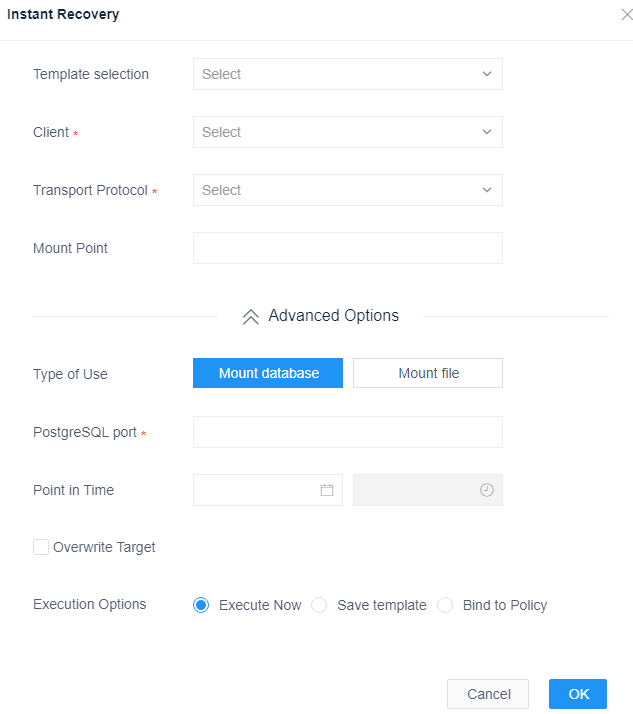 Instant Recovery
Template selection Select
Client * Select
Transport Protocol * Select
Mount Point
Advanced Options
Type of Use Mount database Mount file
PostgreSQL port *
Point in Time
Overwrite Target
Execution Options Execute Now Save template Bind to Policy
Cancel OK